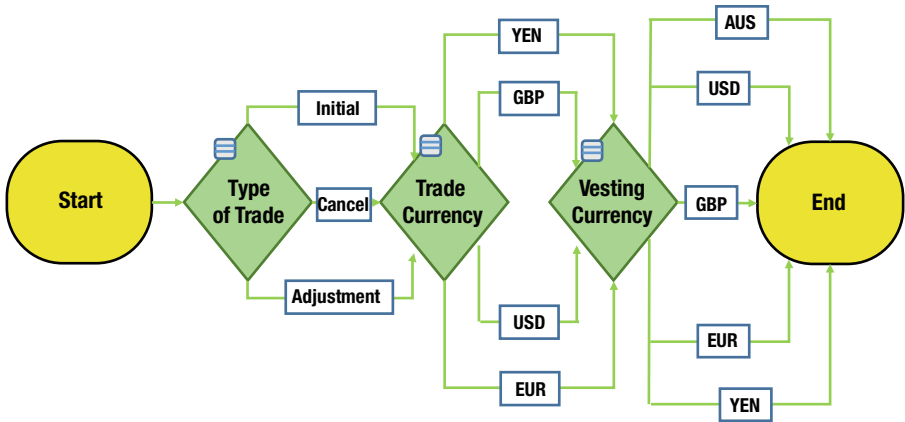 Start
Type
of Trade
Initial
Cancel
Adjustment
Trade
Currency
YEN
GBP
USD
EUR
Vesting
Currency
AUS
USD
GBP
EUR
YEN
End